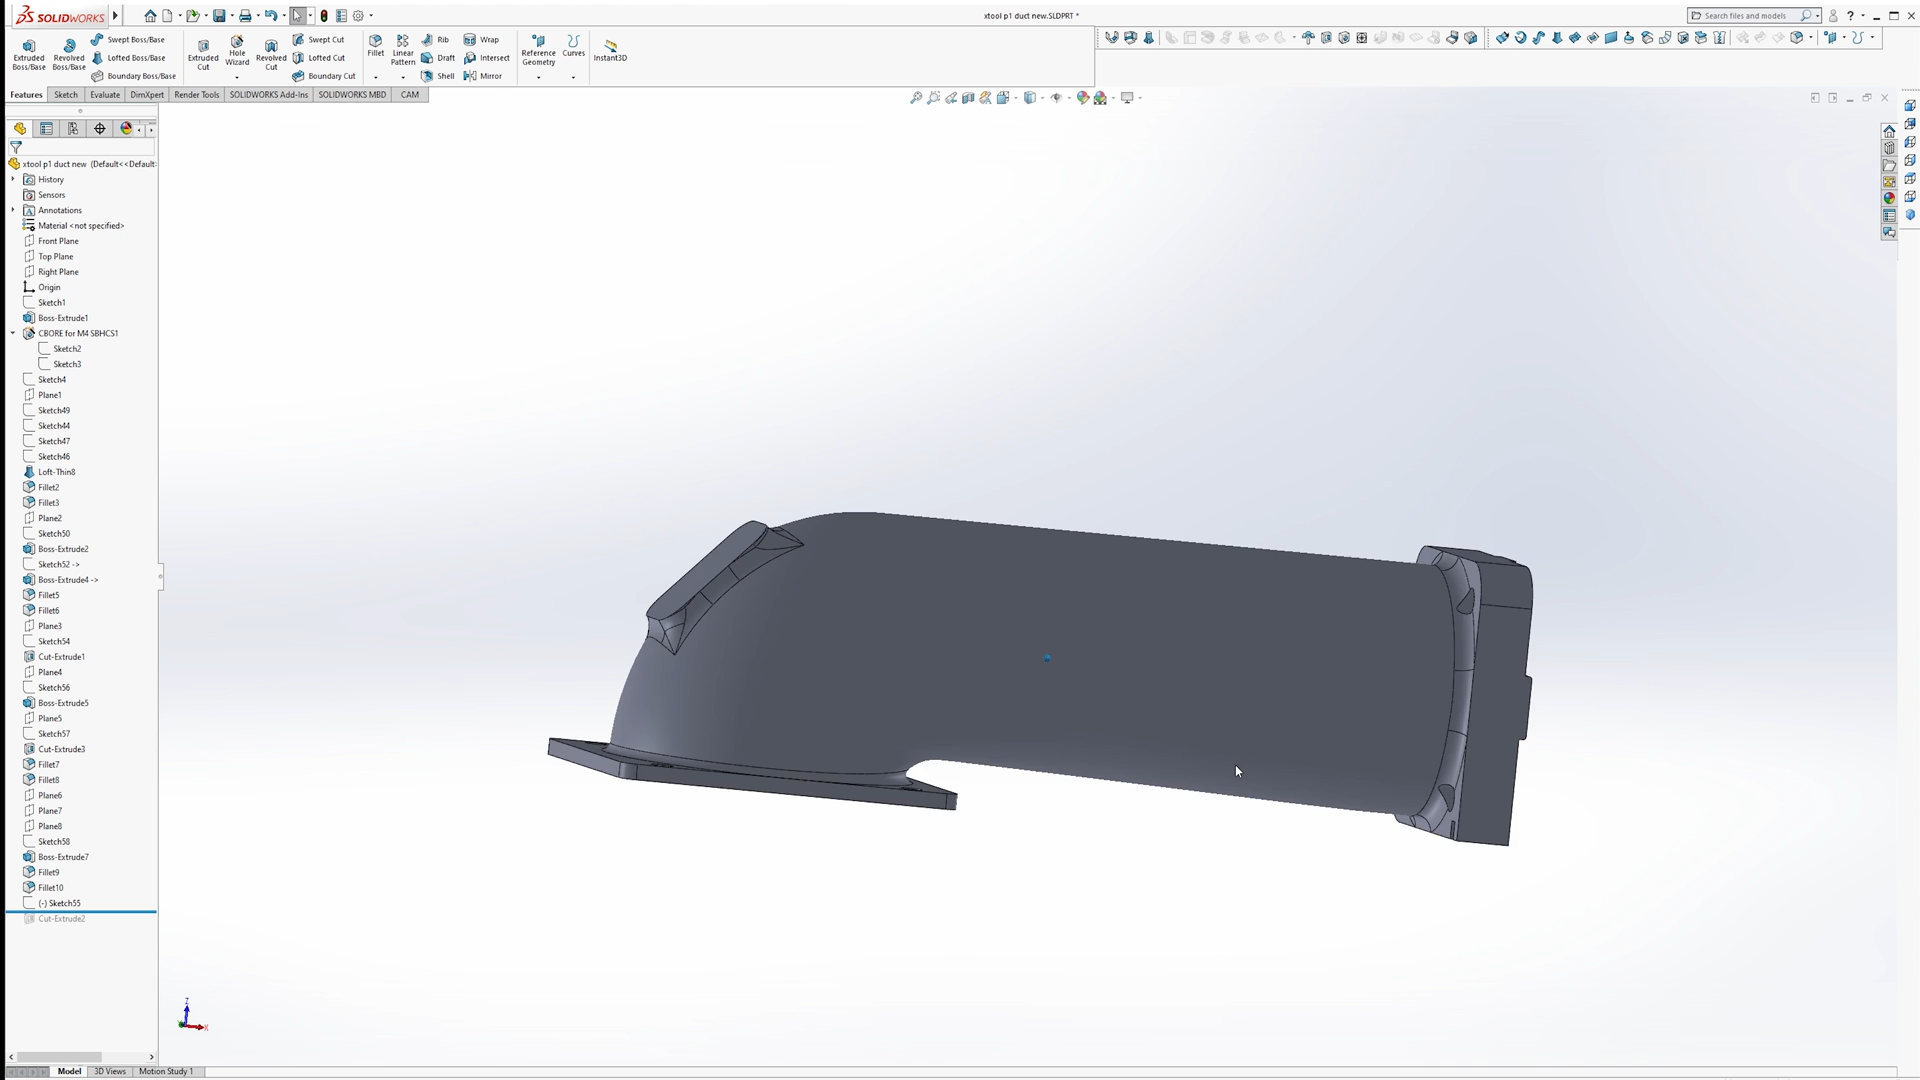 SOLIDWORKS
xtool p1 duct new.SLDPRT *
Search files and models
?
Extruded Boss/Base
Revolved Boss/Base
Swept Boss/Base
Lofted Boss/Base
Boundary Boss/Base
Extruded Cut
Hole Wizard
Revolved Cut
Swept Cut
Lofted Cut
Boundary Cut
Fillet
Linear Pattern
Rib
Draft
Shell
Wrap
Intersect
Mirror
Reference Geometry
Curves
Instant3D
Features
Sketch
Evaluate
DimXpert
Render Tools
SOLIDWORKS Add-Ins
SOLIDWORKS MBD
CAM
xtool p1 duct new (Default<<Default>
History
Sensors
Annotations
Material <not specified>
Front Plane
Top Plane
Right Plane
Origin
Sketch1
Boss-Extrude1
CBORE for M4 SBHCS1
Sketch2
Sketch3
Sketch4
Plane1
Sketch49
Sketch44
Sketch47
Sketch46
Loft-Thin8
Fillet2
Fillet3
Plane2
Sketch50
Boss-Extrude2
Sketch52 ->
Boss-Extrude4 ->
Fillet5
Fillet6
Plane3
Sketch54
Cut-Extrude1
Plane4
Sketch56
Boss-Extrude5
Plane5
Sketch57
Cut-Extrude3
Fillet7
Fillet8
Plane6
Plane7
Plane8
Sketch58
Boss-Extrude7
Fillet9
Fillet10
(-) Sketch55
Cut-Extrude2
Z
X
Model
3D Views
Motion Study 1